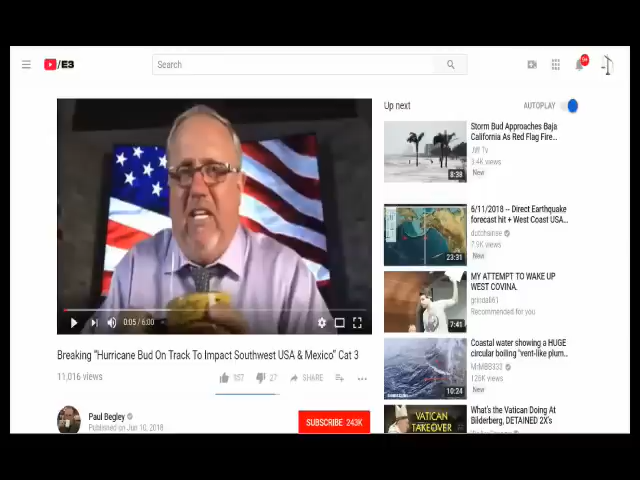 /E3
Search
9+
Up next
AUTOPLAY
Storm Bud Approaches Baja
California As Red Flag Fire...
3.4K views
New
8:38
6/11/2018 -- Direct Earthquake
forecast hit + West Coast USA...
dutchsinse
7.9K views
New
23:31
MY ATTEMPT TO WAKE UP
WEST COVINA.
Recommended for you
7:41
Coastal water showing a HUGE
circular boiling "vent-like plum...
MrMBB333
New
10:24
What's the Vatican Doing At
Bilderberg, DETAINED 2X's
VATICAN
TAKEOVER
0:05 / 6:00
Breaking "Hurricane Bud On Track To Impact Southwest USA & Mexico" Cat 3
11,016 views
27
SHARE
Paul Begley
Published on Jun 10, 2018
SUBSCRIBE 243K